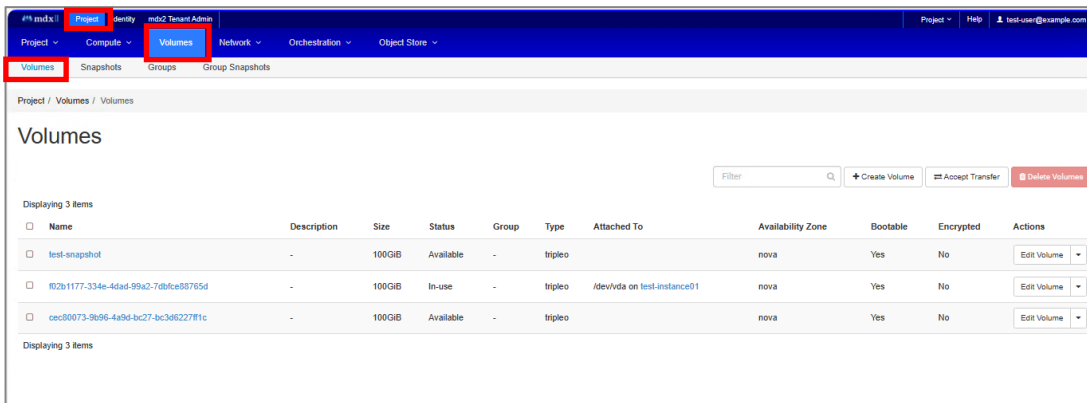 mdx II Project Identity mdx2 Tenant Admin Project Help test-user@example.com
Project Compute Volumes Network Orchestration Object Store
Volumes Snapshots Groups Group Snapshots
Project / Volumes / Volumes
Volumes
Filter + Create Volume Accept Transfer Delete Volumes
Displaying 3 items
Name Description Size Status Group Type Attached To Availability Zone Bootable Encrypted Actions
test-snapshot - 100GiB Available - tripleo nova Yes No Edit Volume
f02b1177-334e-4dad-99a2-7dbfce88765d - 100GiB In-use - tripleo /dev/vda on test-instance01 nova Yes No Edit Volume
cec80073-9b96-4a9d-bc27-bc3d6227ff1c - 100GiB Available - tripleo nova Yes No Edit Volume
Displaying 3 items